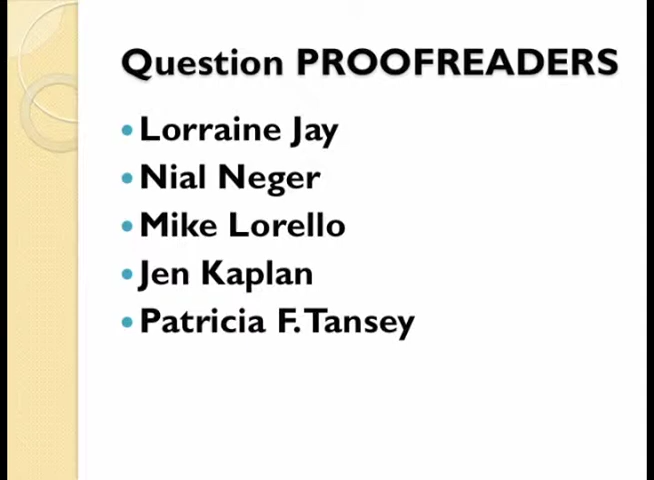 Question PROOFREADERS
• Lorraine Jay
• Nial Neger
• Mike Lorello
• Jen Kaplan
• Patricia F. Tansey